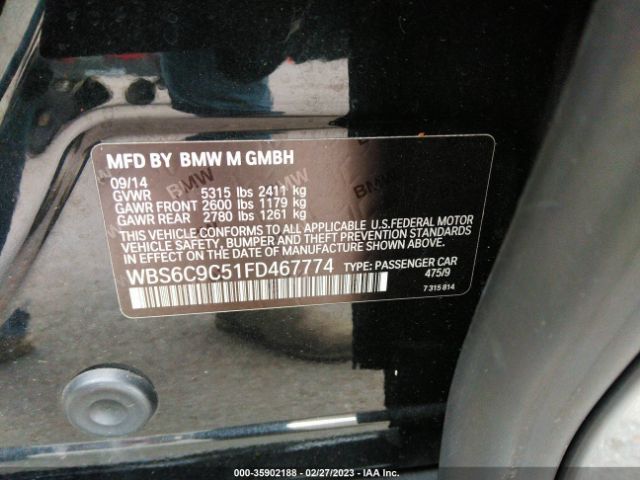 MFD BY BMW M GMBH
09/14
GVWR 5315 lbs 2411 kg
GAWR FRONT 2600 lbs 1179 kg
GAWR REAR 2780 lbs 1261 kg
THIS VEHICLE CONFORMS TO ALL APPLICABLE U.S.FEDERAL MOTOR
VEHICLE SAFETY, BUMPER AND THEFT PREVENTION STANDARDS
IN EFFECT ON THE DATE OF MANUFACTURE SHOWN ABOVE.
WBS6C9C51FD467774 TYPE: PASSENGER CAR
475/9
7 315 814
000-35902188 - 02/27/2023 - IAA Inc.